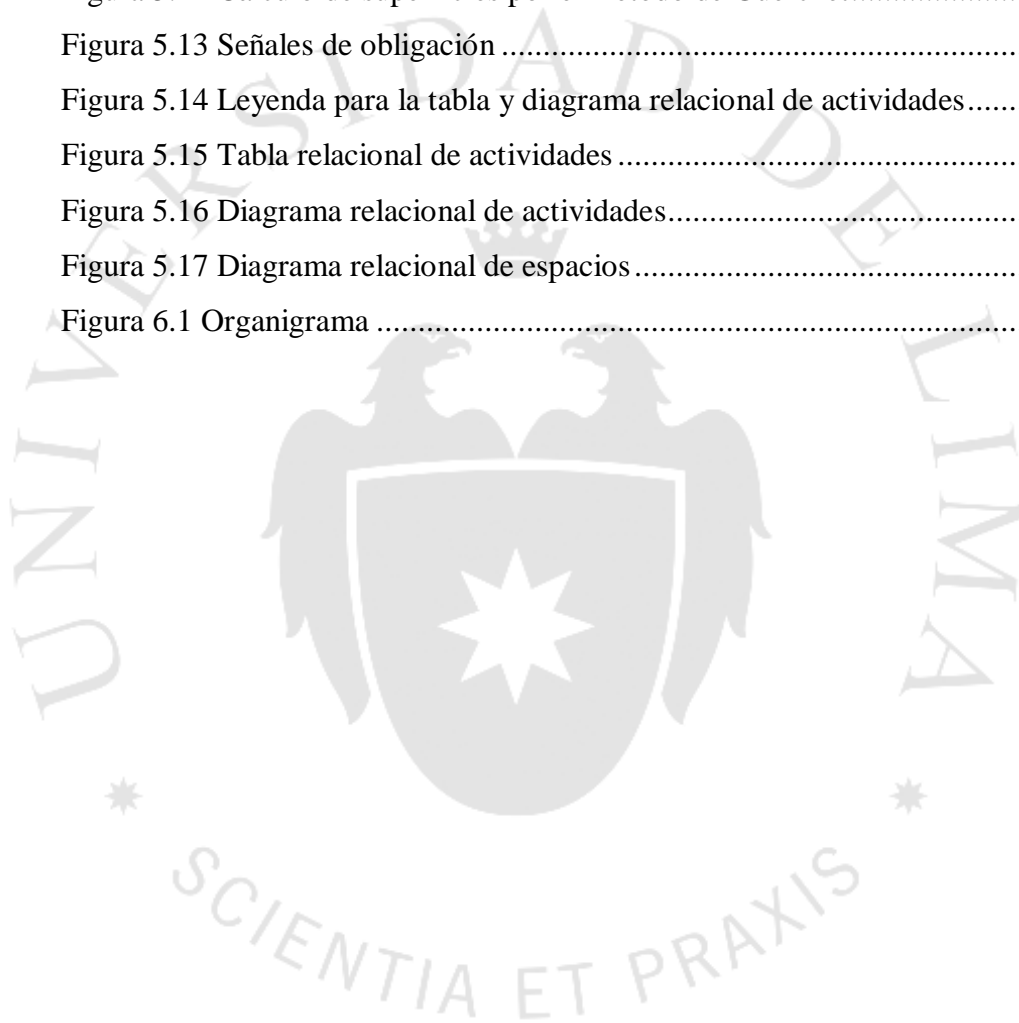 Figura 5.13 Señales de obligación ..............................................................................
Figura 5.14 Leyenda para la tabla y diagrama relacional de actividades......
Figura 5.15 Tabla relacional de actividades ..........................................................
Figura 5.16 Diagrama relacional de actividades....................................................
Figura 5.17 Diagrama relacional de espacios........................................................
Figura 6.1 Organigrama ..............................................................................................
UNIVERSIDAD DE LIMA
SCIENTIA ET PRAXIS